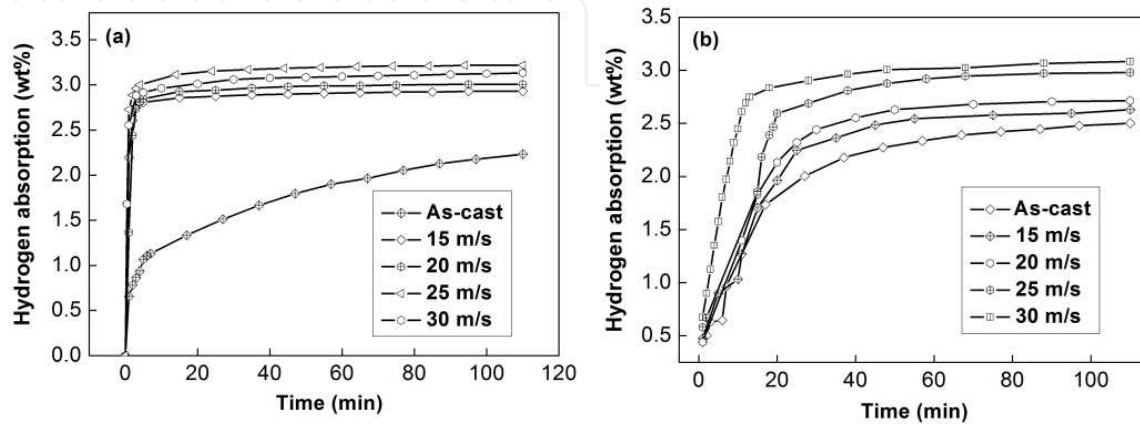 (a)
Hydrogen absorption (wt%)
3.5
3.0
2.5
2.0
1.5
1.0
0.5
0.0
As-cast
15 m/s
20 m/s
25 m/s
30 m/s
0 20 40 60 80 100 120
Time (min)
(b)
Hydrogen absorption (wt%)
3.5
3.0
2.5
2.0
1.5
1.0
0.5
As-cast
15 m/s
20 m/s
25 m/s
30 m/s
0 20 40 60 80 100
Time (min)